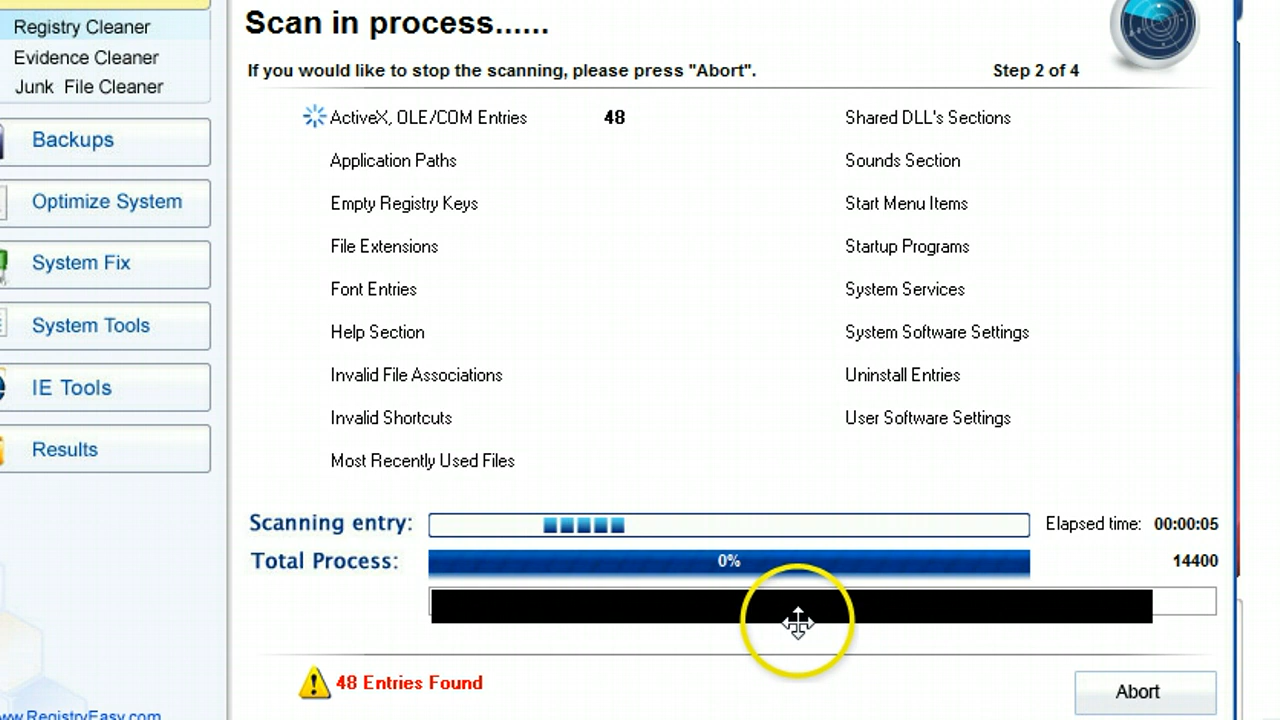 Registry Cleaner
Evidence Cleaner
Junk File Cleaner
Backups
Optimize System
System Fix
System Tools
IE Tools
Results
Scan in process......
If you would like to stop the scanning, please press "Abort".
Step 2 of 4
ActiveX, OLE/COM Entries 48
Application Paths
Empty Registry Keys
File Extensions
Font Entries
Help Section
Invalid File Associations
Invalid Shortcuts
Most Recently Used Files
Shared DLL's Sections
Sounds Section
Start Menu Items
Startup Programs
System Services
System Software Settings
Uninstall Entries
User Software Settings
Scanning entry:
Elapsed time: 00:00:05
Total Process: 0% 14400
48 Entries Found
Abort
ww.RegistryEasy.com